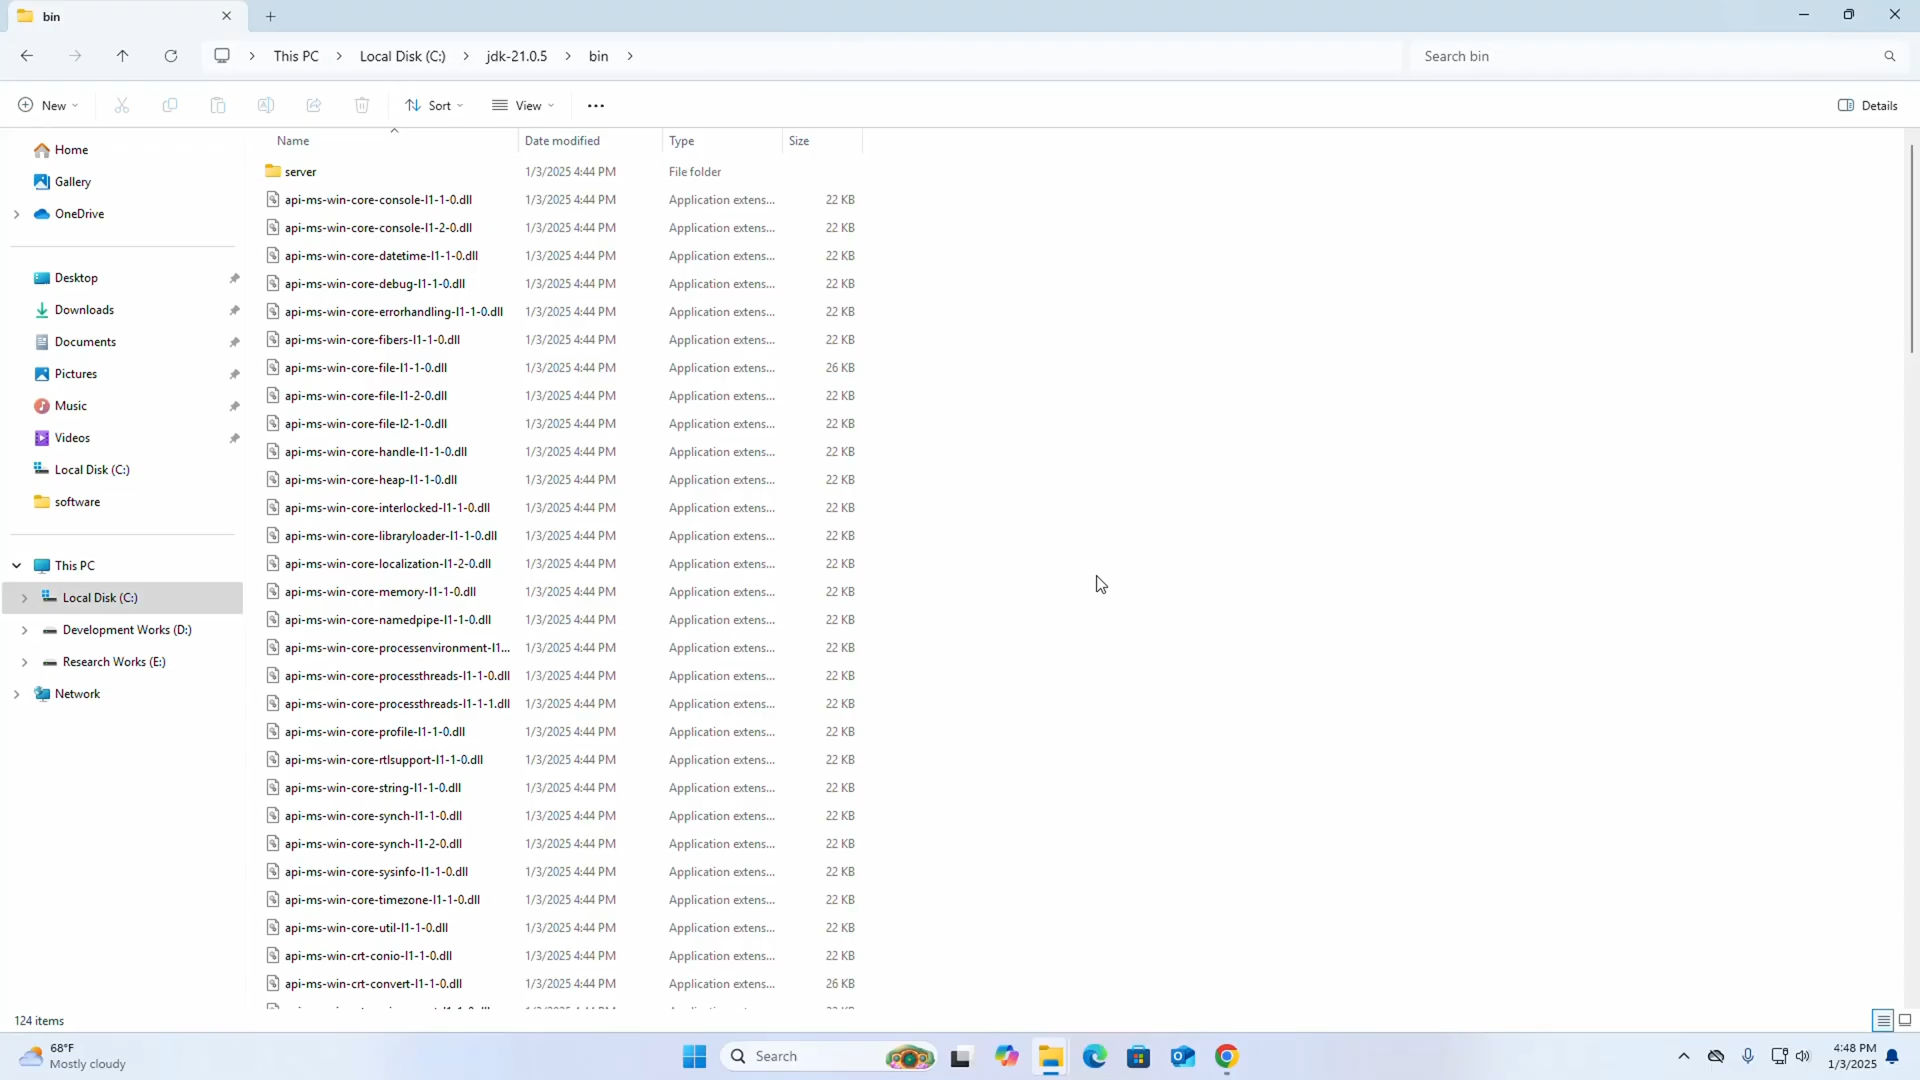 bin
This PC > Local Disk (C:) > jdk-21.0.5 > bin >
Search bin
New
Sort
View
Details
Home
Gallery
OneDrive
Desktop
Downloads
Documents
Pictures
Music
Videos
Local Disk (C:)
software
This PC
Local Disk (C:)
Development Works (D:)
Research Works (E:)
Network
Name Date modified Type Size
server 1/3/2025 4:44 PM File folder
api-ms-win-core-console-l1-1-0.dll 1/3/2025 4:44 PM Application extens... 22 KB
api-ms-win-core-console-l1-2-0.dll 1/3/2025 4:44 PM Application extens... 22 KB
api-ms-win-core-datetime-l1-1-0.dll 1/3/2025 4:44 PM Application extens... 22 KB
api-ms-win-core-debug-l1-1-0.dll 1/3/2025 4:44 PM Application extens... 22 KB
api-ms-win-core-errorhandling-l1-1-0.dll 1/3/2025 4:44 PM Application extens... 22 KB
api-ms-win-core-fibers-l1-1-0.dll 1/3/2025 4:44 PM Application extens... 22 KB
api-ms-win-core-file-l1-1-0.dll 1/3/2025 4:44 PM Application extens... 26 KB
api-ms-win-core-file-l1-2-0.dll 1/3/2025 4:44 PM Application extens... 22 KB
api-ms-win-core-file-l2-1-0.dll 1/3/2025 4:44 PM Application extens... 22 KB
api-ms-win-core-handle-l1-1-0.dll 1/3/2025 4:44 PM Application extens... 22 KB
api-ms-win-core-heap-l1-1-0.dll 1/3/2025 4:44 PM Application extens... 22 KB
api-ms-win-core-interlocked-l1-1-0.dll 1/3/2025 4:44 PM Application extens... 22 KB
api-ms-win-core-libraryloader-l1-1-0.dll 1/3/2025 4:44 PM Application extens... 22 KB
api-ms-win-core-localization-l1-2-0.dll 1/3/2025 4:44 PM Application extens... 22 KB
api-ms-win-core-memory-l1-1-0.dll 1/3/2025 4:44 PM Application extens... 22 KB
api-ms-win-core-namedpipe-l1-1-0.dll 1/3/2025 4:44 PM Application extens... 22 KB
api-ms-win-core-processenvironment-l1... 1/3/2025 4:44 PM Application extens... 22 KB
api-ms-win-core-processthreads-l1-1-0.dll 1/3/2025 4:44 PM Application extens... 22 KB
api-ms-win-core-processthreads-l1-1-1.dll 1/3/2025 4:44 PM Application extens... 22 KB
api-ms-win-core-profile-l1-1-0.dll 1/3/2025 4:44 PM Application extens... 22 KB
api-ms-win-core-rtlsupport-l1-1-0.dll 1/3/2025 4:44 PM Application extens... 22 KB
api-ms-win-core-string-l1-1-0.dll 1/3/2025 4:44 PM Application extens... 22 KB
api-ms-win-core-synch-l1-1-0.dll 1/3/2025 4:44 PM Application extens... 22 KB
api-ms-win-core-synch-l1-2-0.dll 1/3/2025 4:44 PM Application extens... 22 KB
api-ms-win-core-sysinfo-l1-1-0.dll 1/3/2025 4:44 PM Application extens... 22 KB
api-ms-win-core-timezone-l1-1-0.dll 1/3/2025 4:44 PM Application extens... 22 KB
api-ms-win-core-util-l1-1-0.dll 1/3/2025 4:44 PM Application extens... 22 KB
api-ms-win-crt-conio-l1-1-0.dll 1/3/2025 4:44 PM Application extens... 22 KB
api-ms-win-crt-convert-l1-1-0.dll 1/3/2025 4:44 PM Application extens... 26 KB
124 items
68°F
Mostly cloudy
Search
4:48 PM
1/3/2025